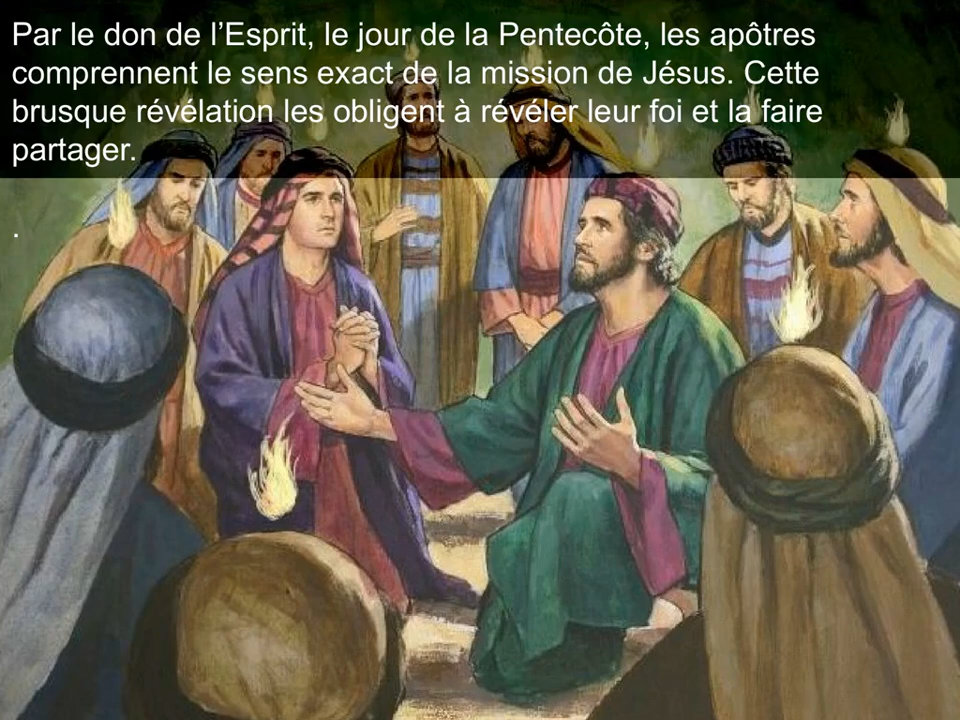 Par le don de l’Esprit, le jour de la Pentecôte, les apôtres
comprennent le sens exact de la mission de Jésus. Cette
brusque révélation les obligent à révéler leur foi et la faire
partager.
.